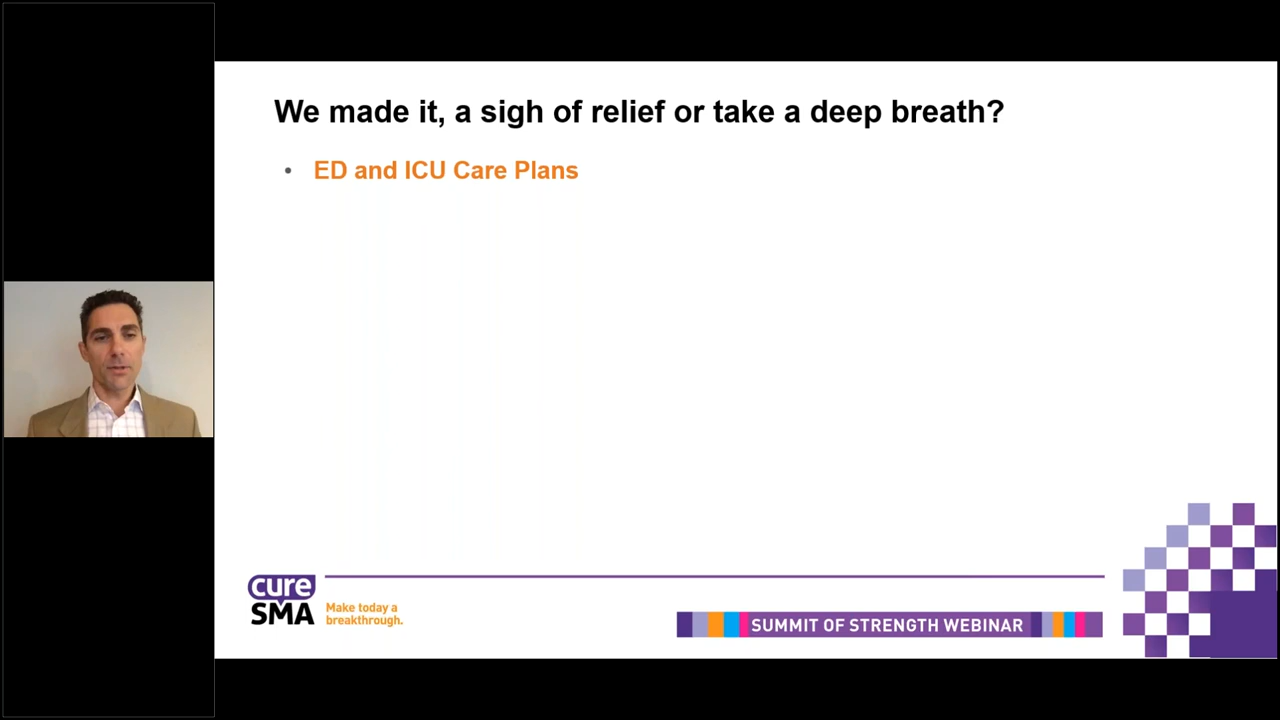 We made it, a sigh of relief or take a deep breath?
• ED and ICU Care Plans
cure
SMA
Make today a
breakthrough.
SUMMIT OF STRENGTH WEBINAR